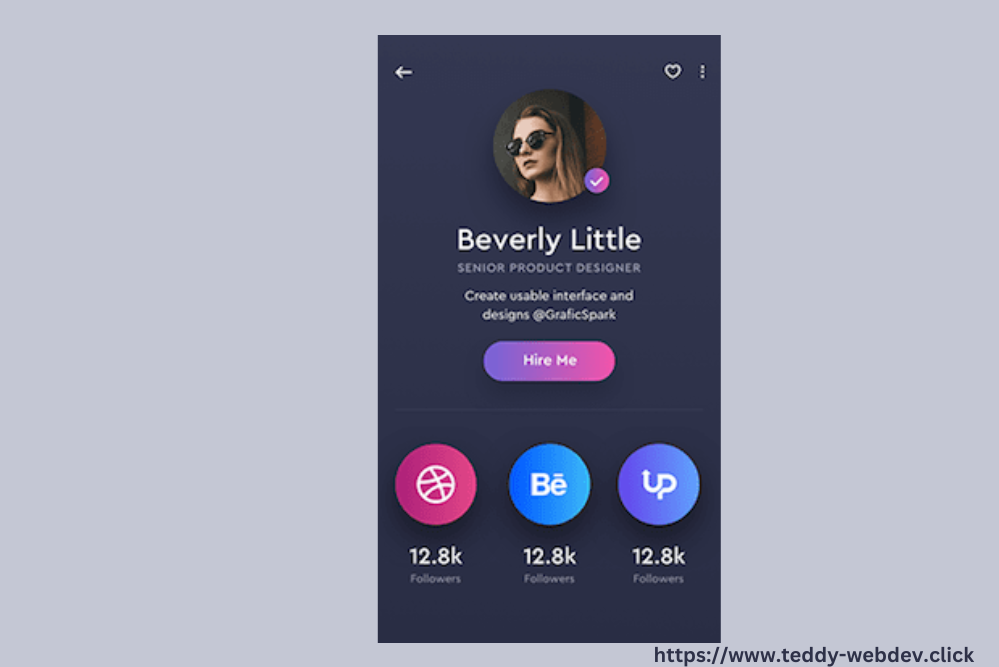 Beverly Little
SENIOR PRODUCT DESIGNER
Create usable interface and
designs @GraficSpark
Hire Me
Bē
UP
12.8k 12.8k 12.8k
Followers Followers Followers
https://www.teddy-webdev.click